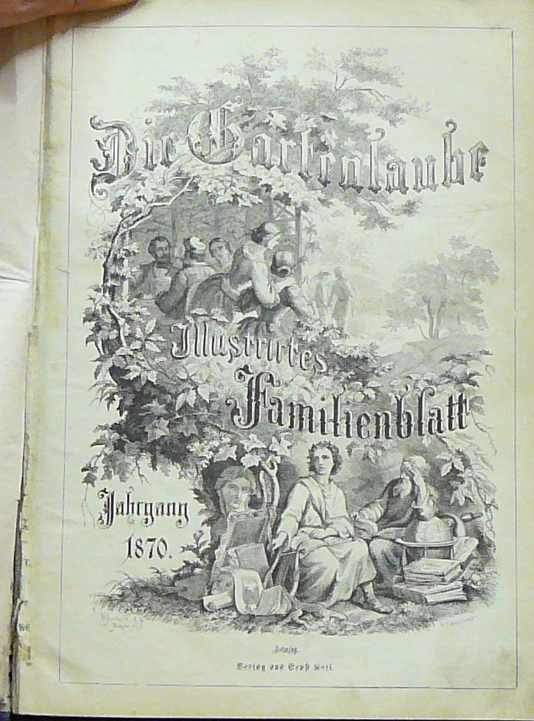 Die Gartenlaube
Illustrirtes
Familienblatt
Jahrgang
1870.
Leipzig.
Verlag von Ernst Keil.